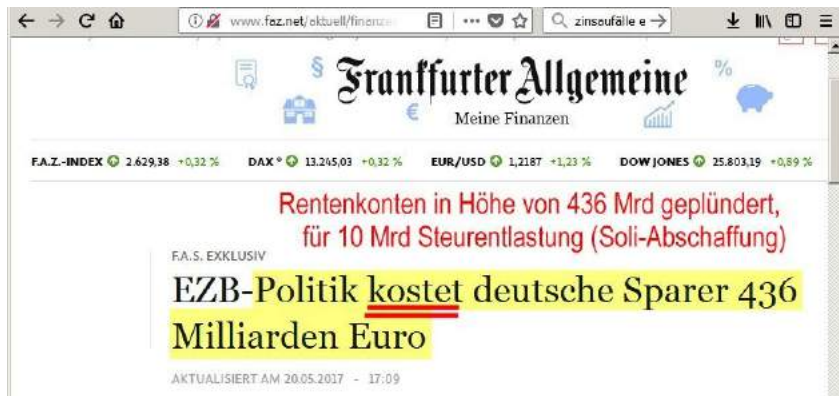 www.faz.net/aktuell/finanze
zinsaufälle e
Frankfurter Allgemeine
Meine Finanzen
F.A.Z.-INDEX 2.629,38 +0,32 % DAX ® 13.245,03 +0,32 % EUR/USD 1,2187 +1,23 % DOW JONES 25.803,19 +0,89 %
Rentenkonten in Höhe von 436 Mrd geplündert,
für 10 Mrd Steurentlastung (Soli-Abschaffung)
F.A.S. EXKLUSIV
EZB-Politik kostet deutsche Sparer 436
Milliarden Euro
AKTUALISIERT AM 20.05.2017 - 17:09